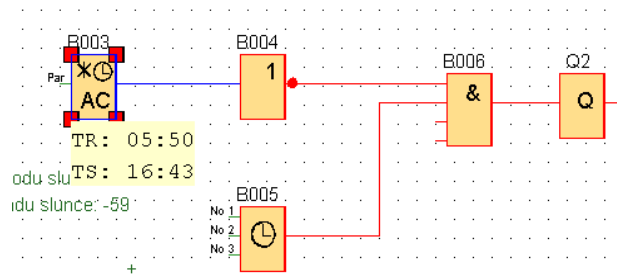 B003
B004
B006
Q2
1
Par
AC
&
Q
TR: 05:50
TS: 16:43
odu slu
du slunce: -59
B005
No 1
No 2
No 3